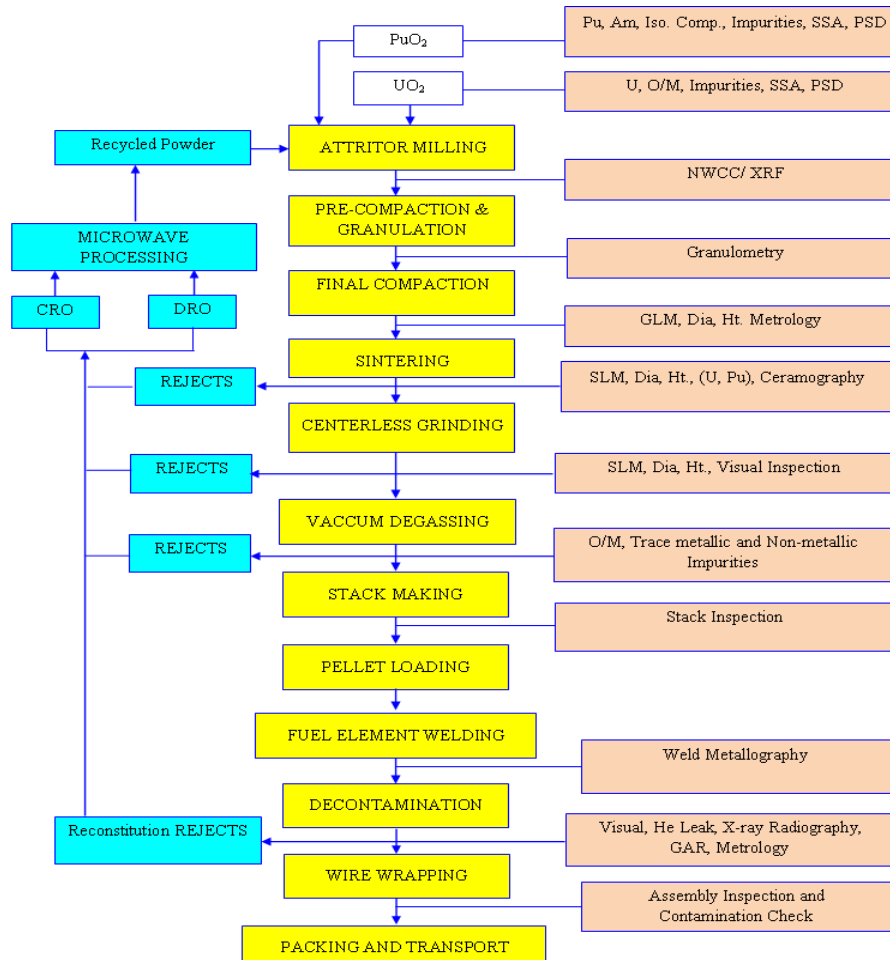 PuO₂
Pu, Am, Iso. Comp., Impurities, SSA, PSD
UO₂
U, O/M, Impurities, SSA, PSD
Recycled Powder
ATTRITOR MILLING
NWCC/ XRF
PRE-COMPACTION &
GRANULATION
MICROWAVE
PROCESSING
Granulometry
FINAL COMPACTION
CRO
DRO
GLM, Dia, Ht. Metrology
SINTERING
REJECTS
SLM, Dia, Ht., (U, Pu), Ceramography
CENTERLESS GRINDING
REJECTS
SLM, Dia, Ht., Visual Inspection
VACCUM DEGASSING
REJECTS
O/M, Trace metallic and Non-metallic
Impurities
STACK MAKING
Stack Inspection
PELLET LOADING
FUEL ELEMENT WELDING
Weld Metallography
DECONTAMINATION
Reconstitution REJECTS
Visual, He Leak, X-ray Radiography,
GAR, Metrology
WIRE WRAPPING
Assembly Inspection and
Contamination Check
PACKING AND TRANSPORT